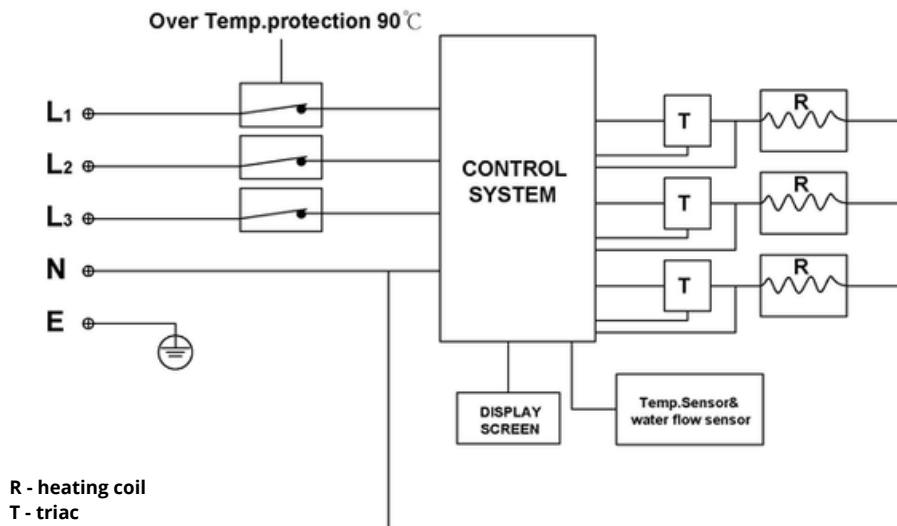 Over Temp.protection 90℃
L1
L2
L3
N
E
CONTROL
SYSTEM
T
R
T
R
T
R
DISPLAY
SCREEN
Temp.Sensor&
water flow sensor
R - heating coil
T - triac